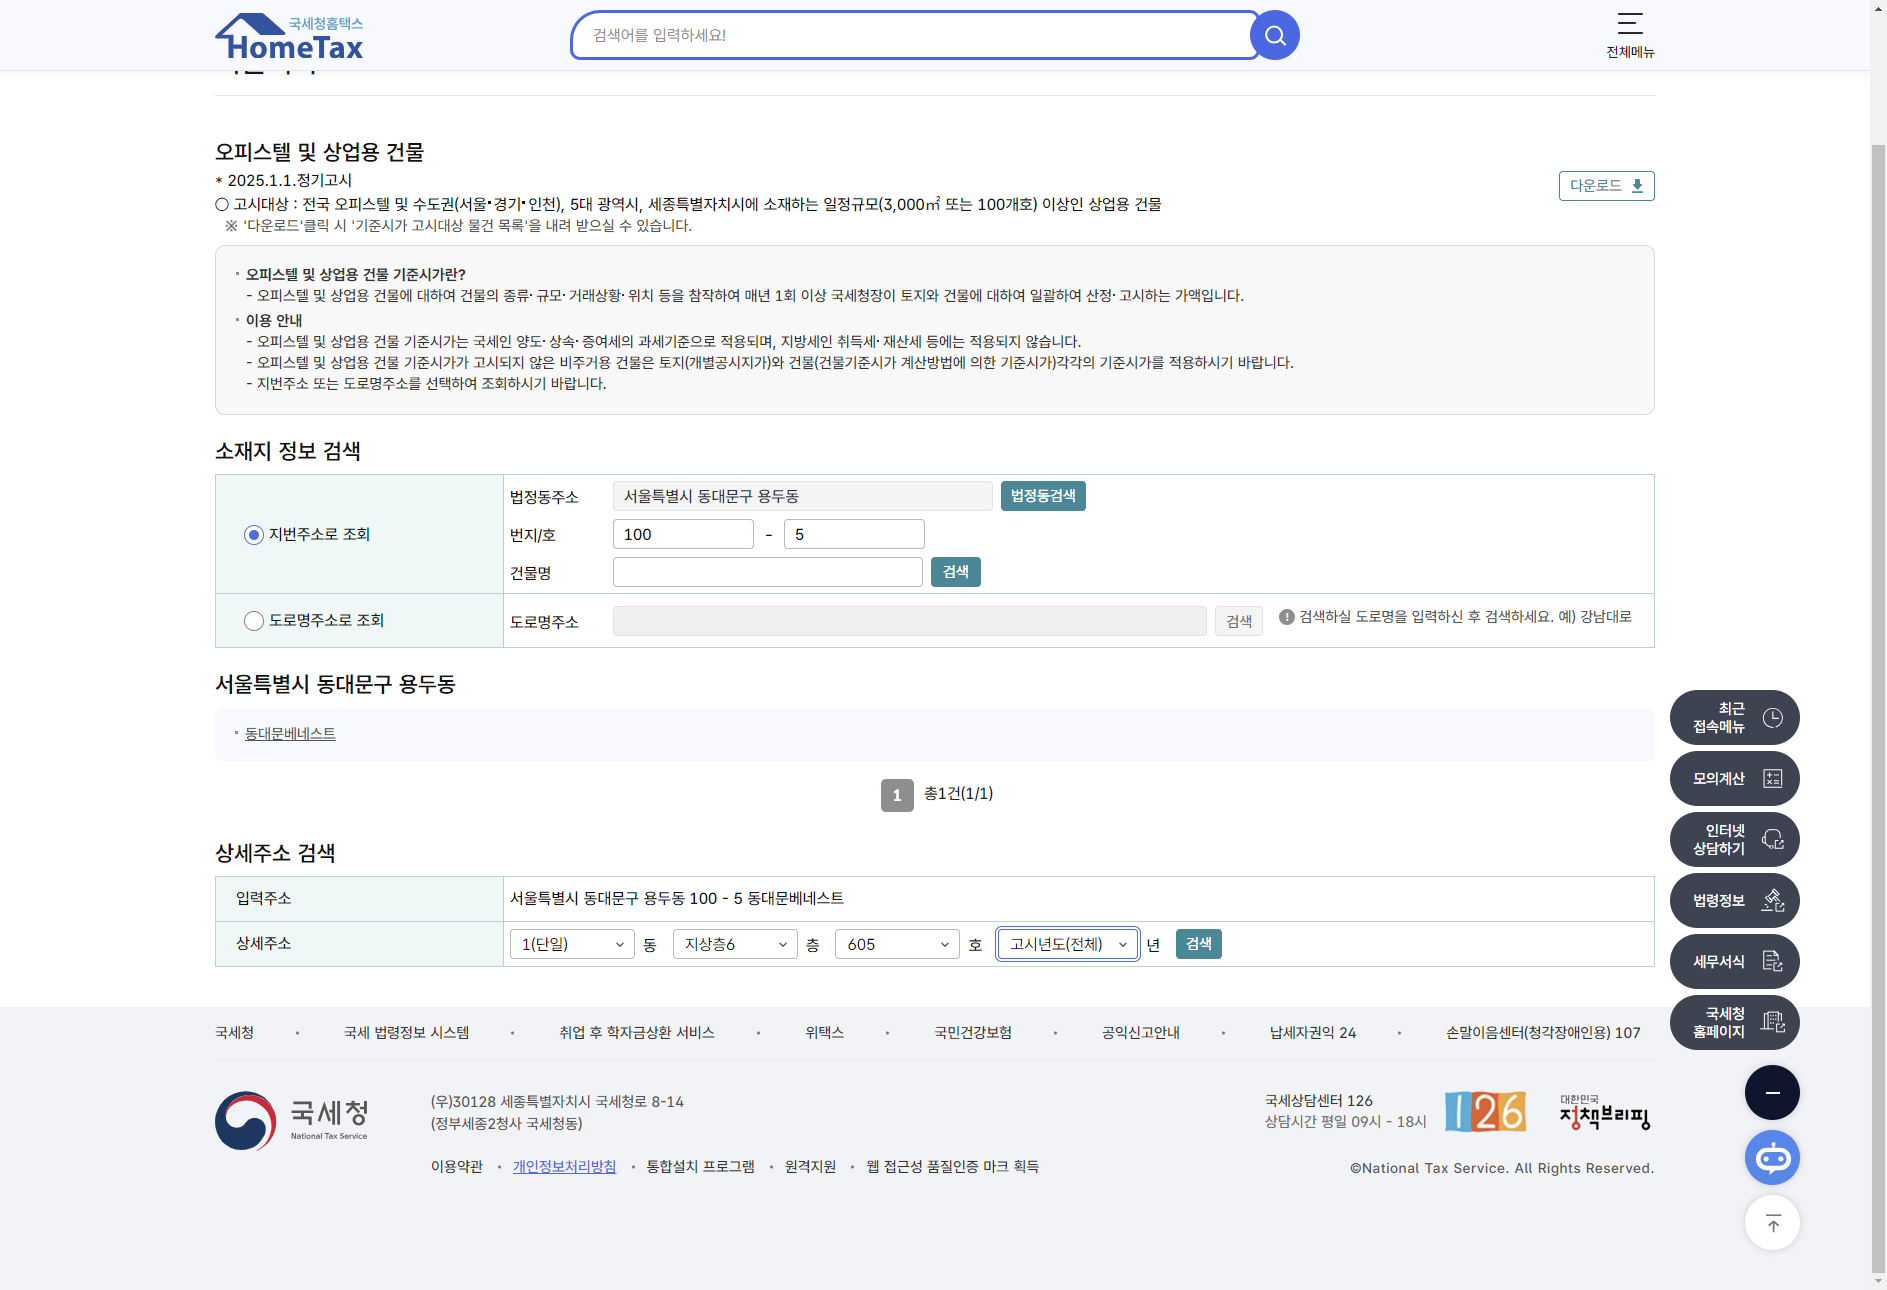 국세청홈택스
HomeTax
검색어를 입력하세요!
전체메뉴
오피스텔 및 상업용 건물
* 2025.1.1.정기고시
다운로드
○ 고시대상 : 전국 오피스텔 및 수도권(서울·경기·인천), 5대 광역시, 세종특별자치시에 소재하는 일정규모(3,000㎡ 또는 100개호) 이상인 상업용 건물
※ '다운로드'클릭 시 '기준시가 고시대상 물건 목록'을 내려 받으실 수 있습니다.
· 오피스텔 및 상업용 건물 기준시가란?
- 오피스텔 및 상업용 건물에 대하여 건물의 종류·규모·거래상황·위치 등을 참작하여 매년 1회 이상 국세청장이 토지와 건물에 대하여 일괄하여 산정·고시하는 가액입니다.
· 이용 안내
- 오피스텔 및 상업용 건물 기준시가는 국세인 양도·상속·증여세의 과세기준으로 적용되며, 지방세인 취득세·재산세 등에는 적용되지 않습니다.
- 오피스텔 및 상업용 건물 기준시가가 고시되지 않은 비주거용 건물은 토지(개별공시지가)와 건물(건물기준시가 계산방법에 의한 기준시가)각각의 기준시가를 적용하시기 바랍니다.
- 지번주소 또는 도로명주소를 선택하여 조회하시기 바랍니다.
소재지 정보 검색
지번주소로 조회
법정동주소 서울특별시 동대문구 용두동 법정동검색
번지/호 100 - 5
건물명 검색
도로명주소로 조회
도로명주소 검색 ! 검색하실 도로명을 입력하신 후 검색하세요. 예) 강남대로
서울특별시 동대문구 용두동
· 동대문베네스트
1 총1건(1/1)
상세주소 검색
입력주소 서울특별시 동대문구 용두동 100 - 5 동대문베네스트
상세주소 1(단일) 동 지상층6 층 605 호 고시년도(전체) 년 검색
최근
접속메뉴
모의계산
인터넷
상담하기
법령정보
세무서식
국세청
홈페이지
국세청 · 국세 법령정보 시스템 · 취업 후 학자금상환 서비스 · 위택스 · 국민건강보험 · 공익신고안내 · 납세자권익 24 · 손말이음센터(청각장애인용) 107
국세청
National Tax Service
(우)30128 세종특별자치시 국세청로 8-14
(정부세종2청사 국세청동)
국세상담센터 126
상담시간 평일 09시 - 18시
126
대한민국
정책브리핑
이용약관 · 개인정보처리방침 · 통합설치 프로그램 · 원격지원 · 웹 접근성 품질인증 마크 획득
©National Tax Service. All Rights Reserved.